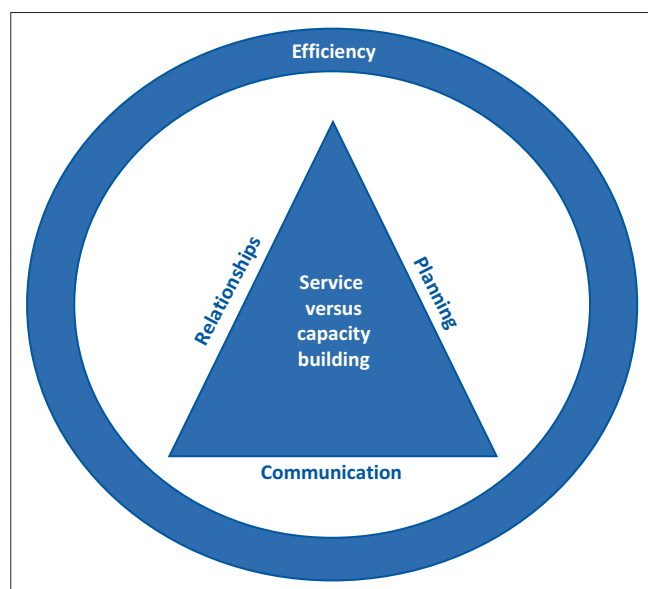 Efficiency
Relationships
Planning
Service
versus
capacity
building
Communication